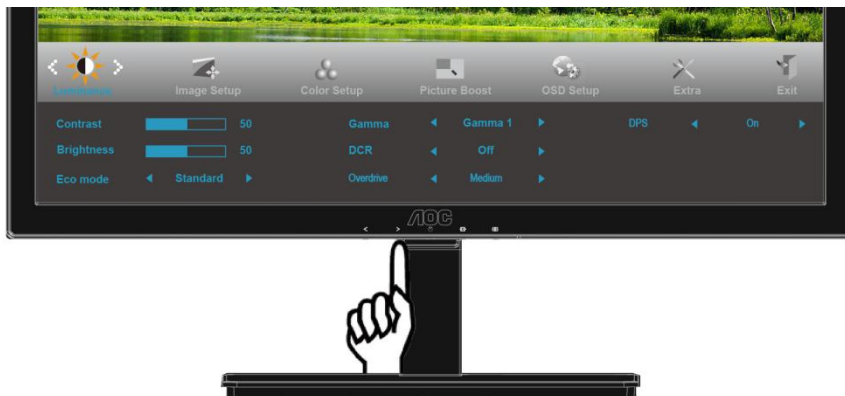 < >
Luminance Image Setup Color Setup Picture Boost OSD Setup Extra Exit
Contrast 50 Gamma Gamma 1 DPS On
Brightness 50 DCR Off
Eco mode Standard Overdrive Medium
AOC
< >